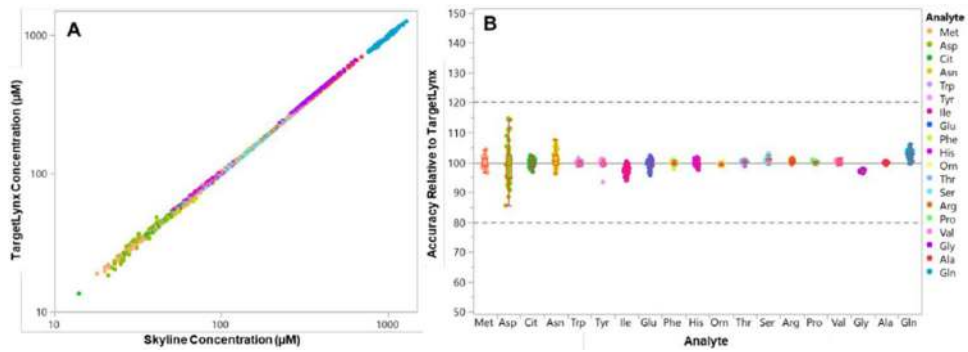 A
TargetLynx Concentration (µM)
1000
100
10
10
100
1000
Skyline Concentration (µM)
B
Accuracy Relative to TargetLynx
150
140
130
120
110
100
90
80
70
60
50
Met Asp Cit Asn Trp Tyr Ile Glu Phe His Orn Thr Ser Arg Pro Val Gly Ala Gln
Analyte
Analyte
Met
Asp
Cit
Asn
Trp
Tyr
Ile
Glu
Phe
His
Orn
Thr
Ser
Arg
Pro
Val
Gly
Ala
Gln